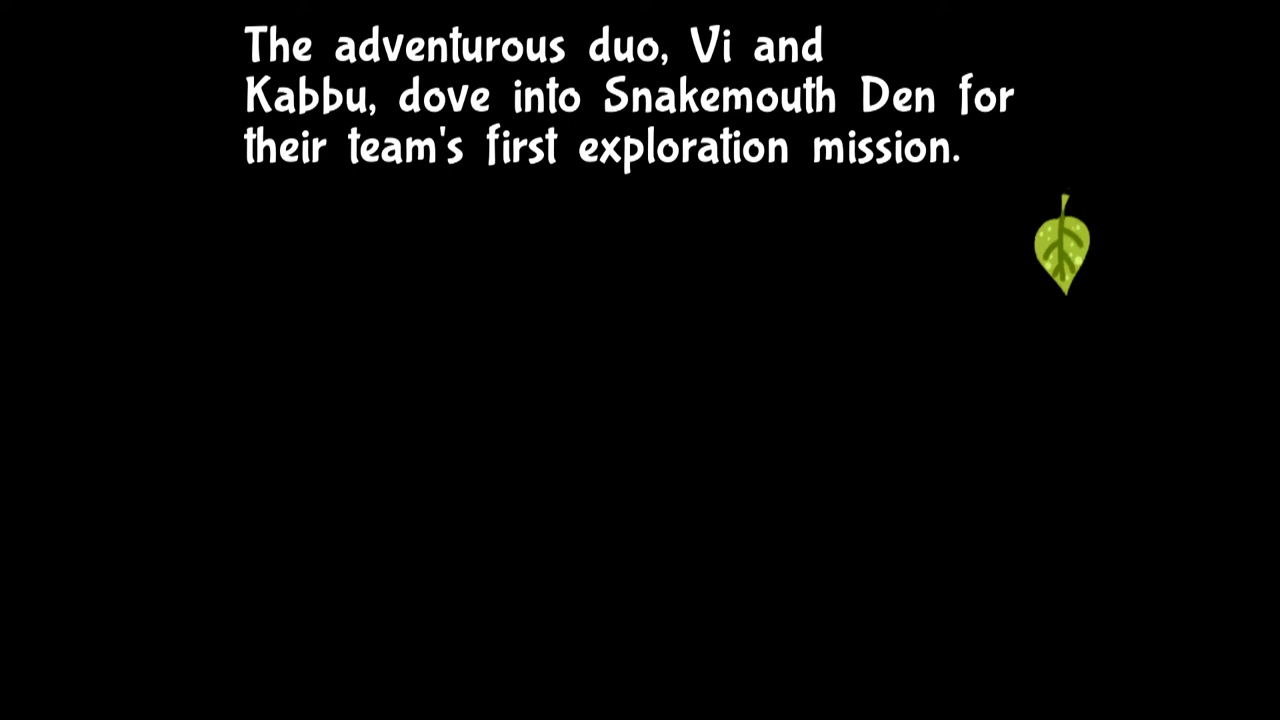 The adventurous duo, Vi and
Kabbu, dove into Snakemouth Den for
their team's first exploration mission.